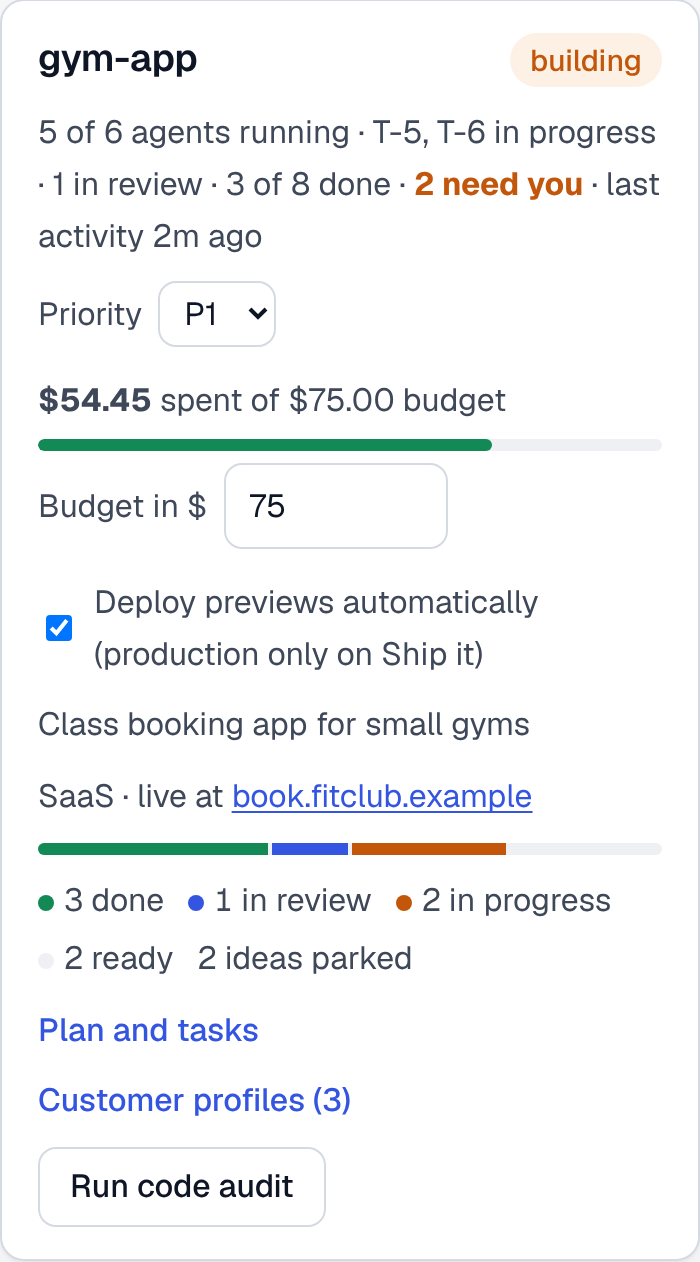 gym-app
building
5 of 6 agents running · T-5, T-6 in progress
· 1 in review · 3 of 8 done · 2 need you · last
activity 2m ago
Priority P1
$54.45 spent of $75.00 budget
Budget in $ 75
Deploy previews automatically
(production only on Ship it)
Class booking app for small gyms
SaaS · live at book.fitclub.example
3 done 1 in review 2 in progress
2 ready 2 ideas parked
Plan and tasks
Customer profiles (3)
Run code audit